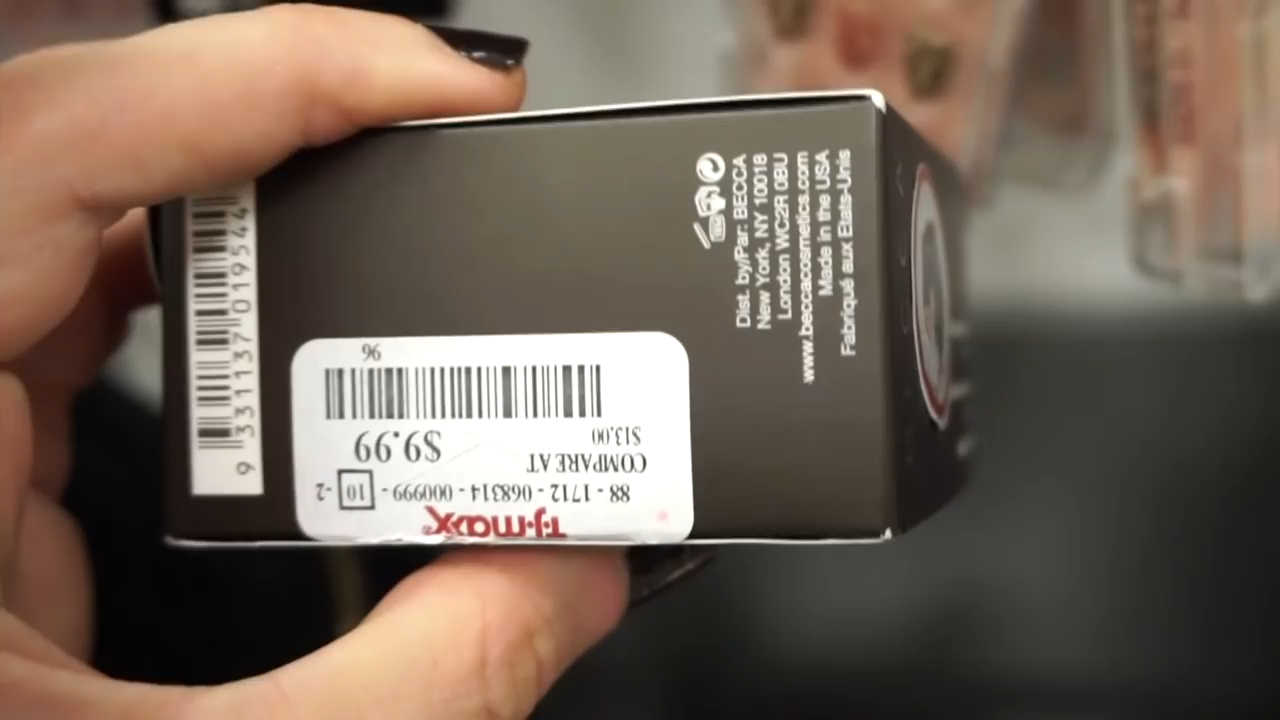 T·J·maxx®
88 - 1712 - 068314 - 000999 - 10 -2
COMPARE AT
$13.00
$9.99
96
9 331137 019544
Dist. by/Par: BECCA
New York, NY 10018
London WC2R 0BU
www.beccacosmetics.com
Made in the USA
Fabriqué aux Etats-Unis